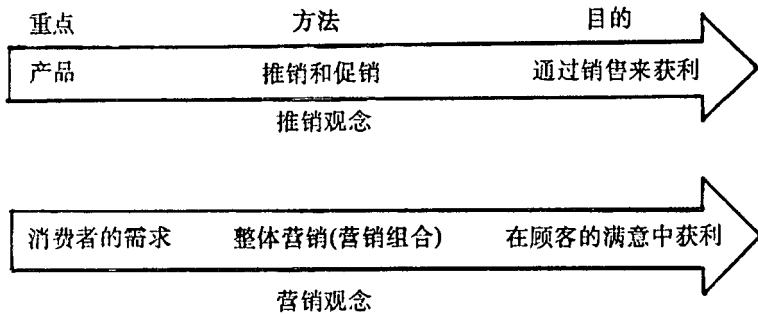 重点 方法 目的
产品 推销和促销 通过销售来获利
推销观念
消费者的需求 整体营销(营销组合) 在顾客的满意中获利
营销观念